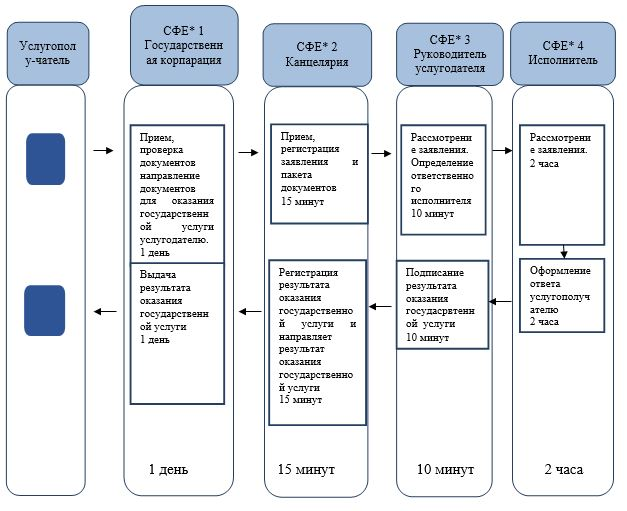 Услугопол
у-чатель
СФЕ* 1
Государственн
ая корпарация
СФЕ* 2
Канцелярия
СФЕ* 3
Руководитель
услугодателя
СФЕ* 4
Исполнитель
Прием,
проверка
документов
направление
документов
для оказания
государственн
ой услуги
услугодателю.
1 день
Прием,
регистрация
заявления и
пакета
документов
15 минут
Рассмотрени
е заявления.
Определение
ответственно
го
исполнителя
10 минут
Рассмотрени
е заявления.
2 часа
Выдача
результата
оказания
государствен
ной услуги
1 день
Регистрация
результата
оказания
государственно
й услуги и
направляет
результат
оказания
государственно
й услуги
15 минут
Подписание
результата
оказания
государвтенн
ой услуги
10 минут
Оформление
ответа
услугополуч
ателю
2 часа
1 день
15 минут
10 минут
2 часа